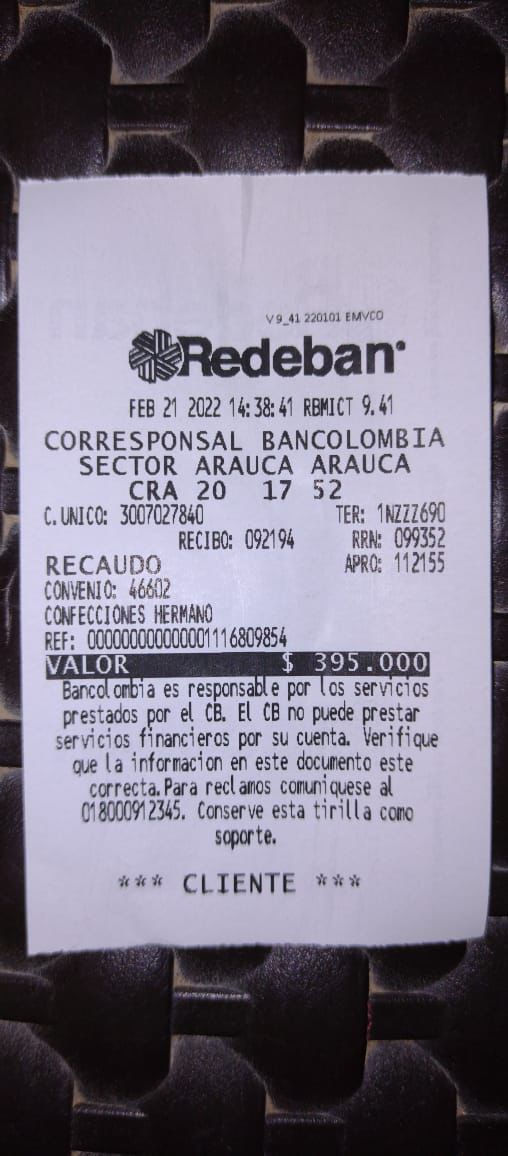 V9_41 220101 EMVCO
Redeban
FEB 21 2022 14:38:41 RBMICT 9.41
CORRESPONSAL BANCOLOMBIA
SECTOR ARAUCA ARAUCA
CRA 20 17 52
C.UNICO: 3007027840 TER: 1NZZZ690
RECIBO: 092194 RRN: 099352
RECAUDO APRO: 112155
CONVENIO: 46602
CONFECCIONES HERMANO
REF: 000000000000001116809854
VALOR $ 395.000
Bancolombia es responsable por los servicios
prestados por el CB. El CB no puede prestar
servicios financieros por su cuenta. Verifique
que la informacion en este documento este
correcta.Para reclamos comuniquese al
018000912345. Conserve esta tirilla como
soporte.
*** CLIENTE ***